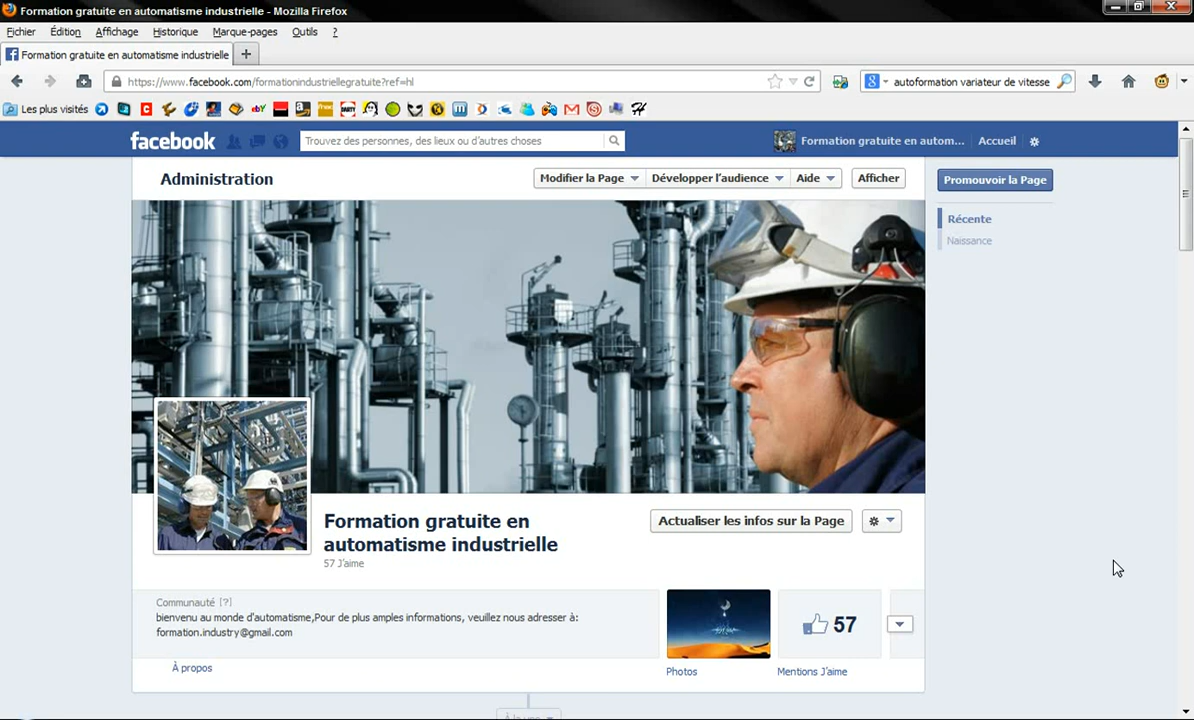 Formation gratuite en automatisme industrielle - Mozilla Firefox
Fichier Édition Affichage Historique Marque-pages Outils ?
Formation gratuite en automatisme industrielle +
https://www.facebook.com/formationindustriellegratuite?ref=hl
autoformation variateur de vitesse
Les plus visités
facebook
Trouvez des personnes, des lieux ou d'autres choses
Formation gratuite en autom... Accueil
Administration
Modifier la Page Développer l'audience Aide Afficher
Promouvoir la Page
Récente
Naissance
Formation gratuite en
automatisme industrielle
57 J'aime
Actualiser les infos sur la Page
Communauté [?]
bienvenu au monde d'automatisme,Pour de plus amples informations, veuillez nous adresser à:
formation.industry@gmail.com
57
À propos
Photos
Mentions J'aime